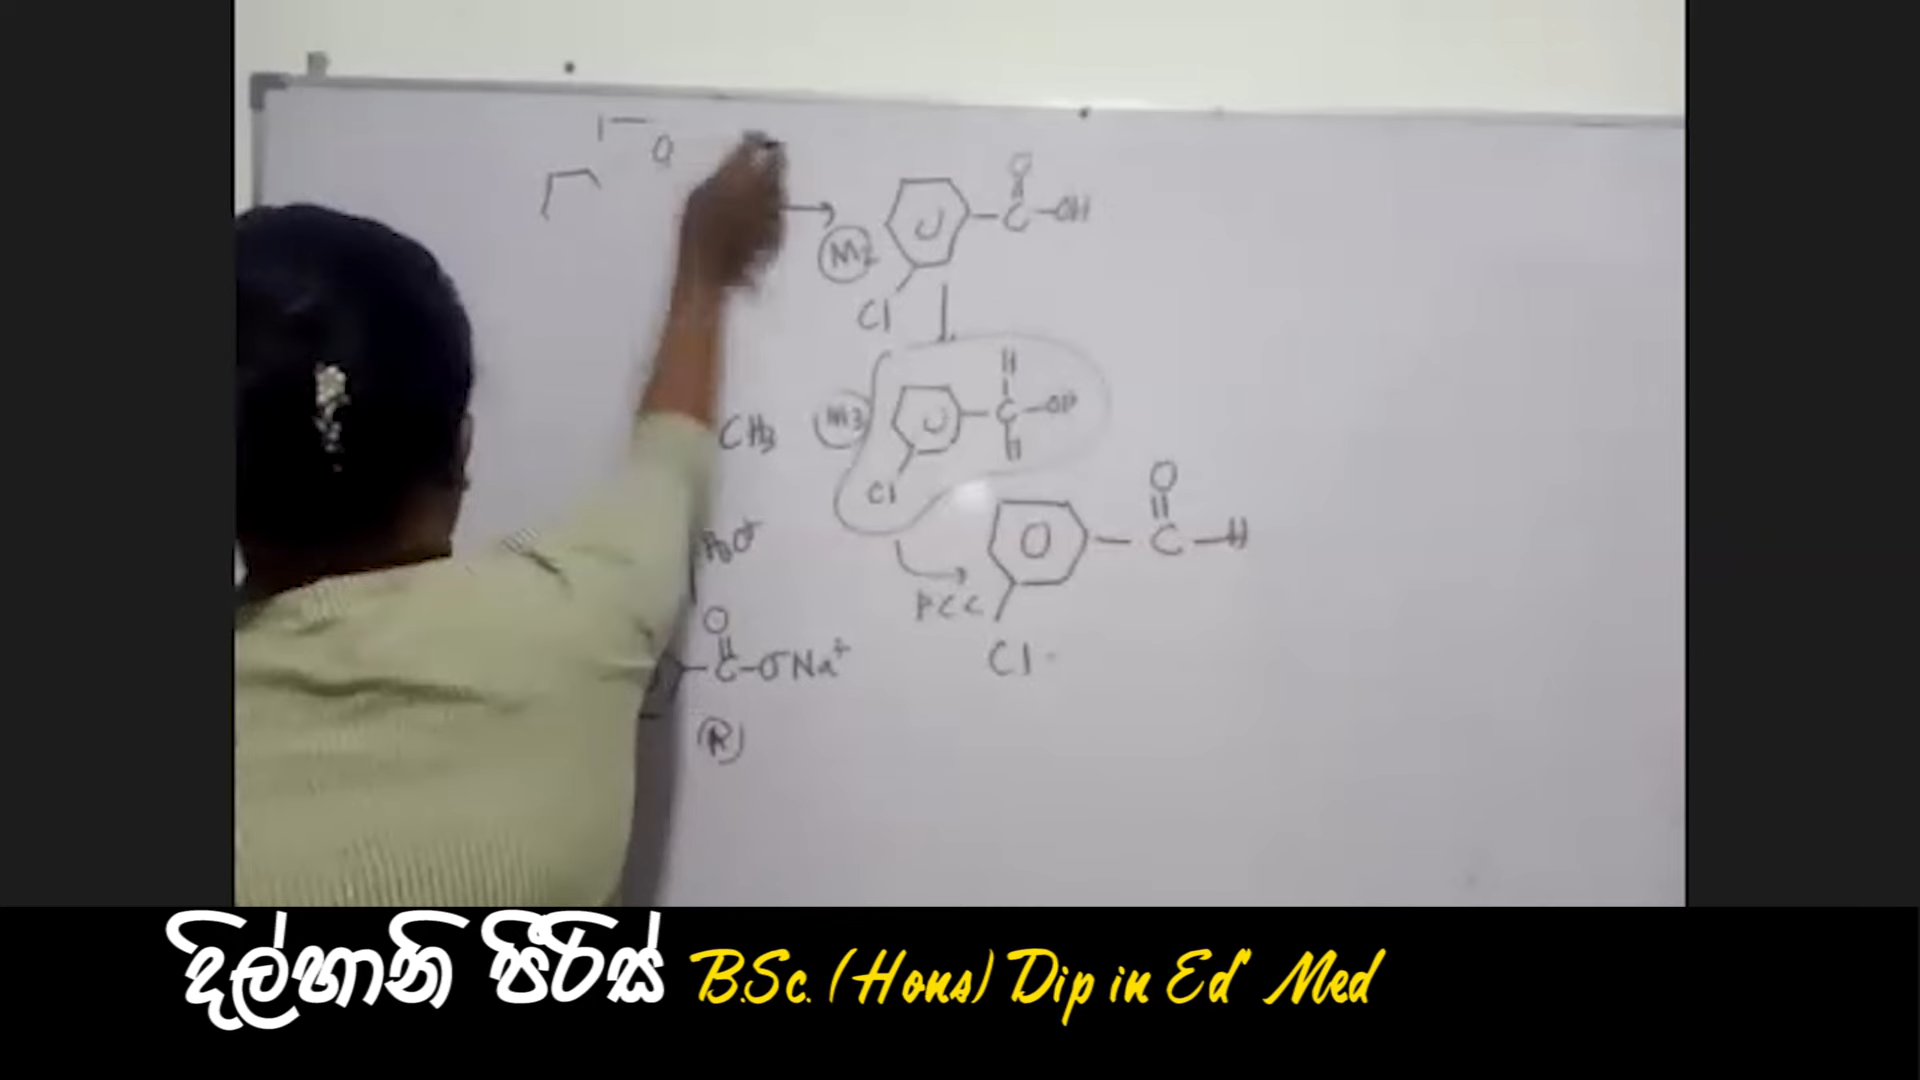 O
M2
C-OH
Cl
H
CH3
M3
C-OH
H
Cl
O
O
C-H
PCC
O
C-O⁻Na⁺
Cl
R
දිල්හානි පීරිස් B.Sc. (Hons) Dip in Ed Med